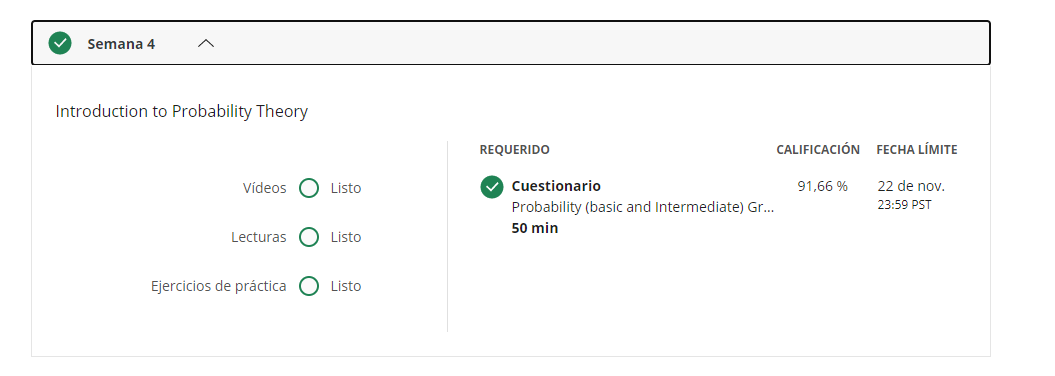 Semana 4
Introduction to Probability Theory
Vídeos Listo
Lecturas Listo
Ejercicios de práctica Listo
REQUERIDO CALIFICACIÓN FECHA LÍMITE
Cuestionario 91,66 % 22 de nov.
Probability (basic and Intermediate) Gr... 23:59 PST
50 min